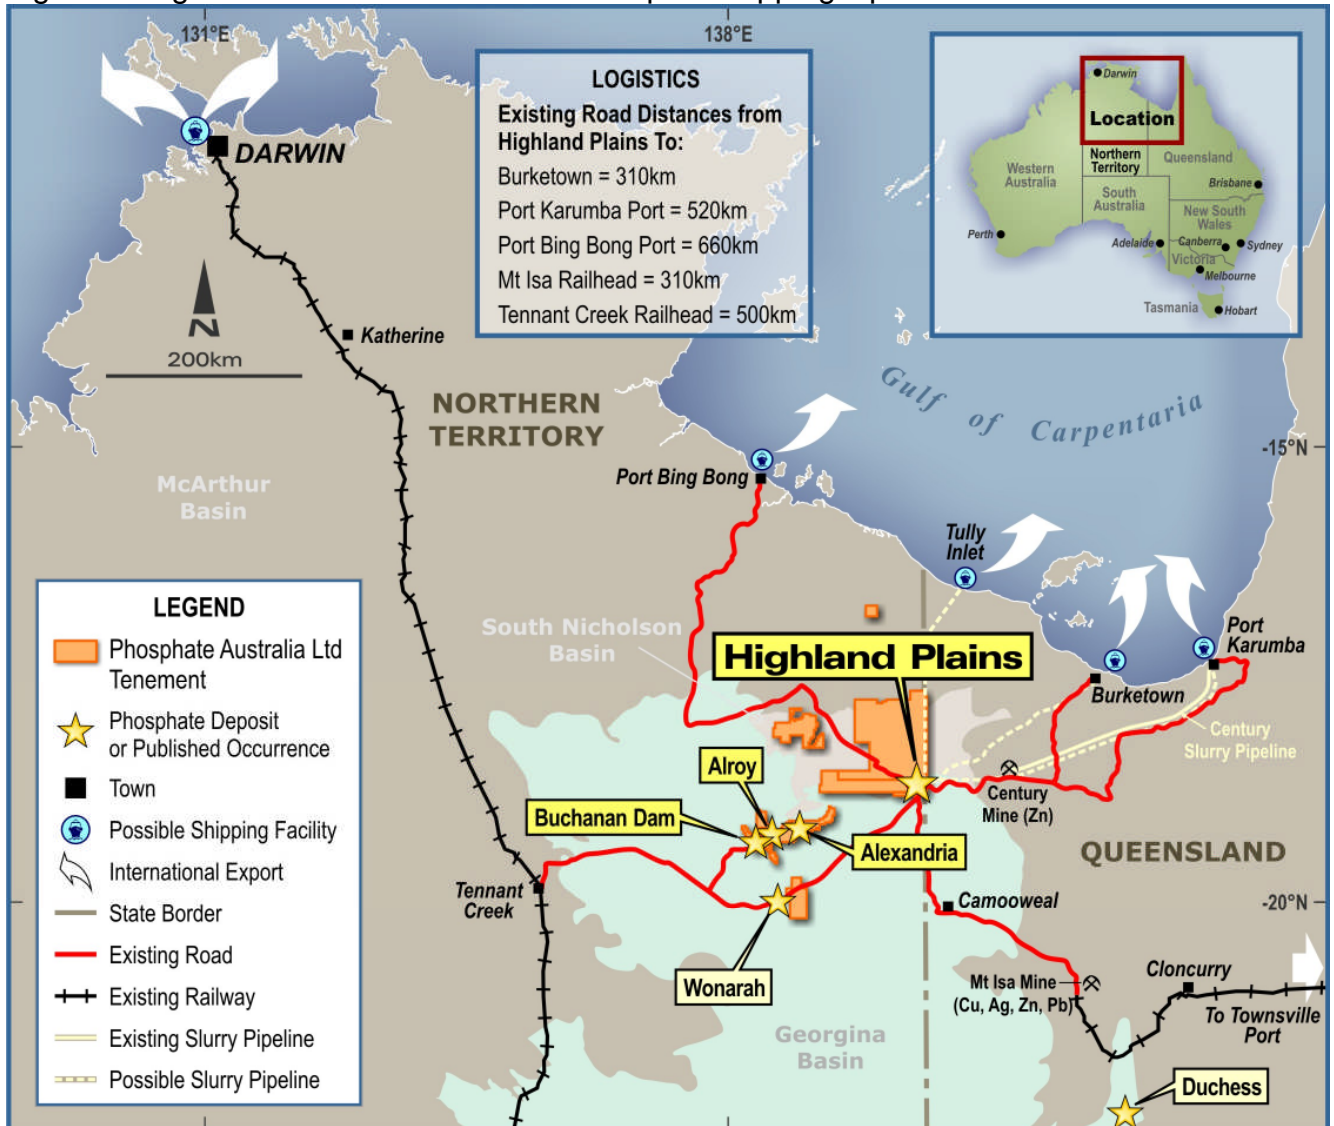 131°E
138°E
LOGISTICS
Existing Road Distances from
Highland Plains To:
Burketown = 310km
Port Karumba Port = 520km
Port Bing Bong Port = 660km
Mt Isa Railhead = 310km
Tennant Creek Railhead = 500km
Darwin
Location
Western
Australia
Northern
Territory
Queensland
South
Australia
Brisbane
New South
Wales
Perth
Adelaide
Canberra
Sydney
Victoria
Melbourne
Tasmania
Hobart
DARWIN
N
200km
Katherine
NORTHERN
TERRITORY
Gulf of Carpentaria
-15°N
McArthur
Basin
Port Bing Bong
Tully
Inlet
South Nicholson
Basin
Highland Plains
Port
Karumba
Burketown
Century
Slurry Pipeline
LEGEND
Phosphate Australia Ltd
Tenement
Phosphate Deposit
or Published Occurrence
Town
Possible Shipping Facility
International Export
State Border
Existing Road
Existing Railway
Existing Slurry Pipeline
Possible Slurry Pipeline
Alroy
Buchanan Dam
Century
Mine (Zn)
Alexandria
QUEENSLAND
Tennant
Creek
Camooweal
-20°N
Wonarah
Mt Isa Mine
(Cu, Ag, Zn, Pb)
Cloncurry
To Townsville
Port
Georgina
Basin
Duchess